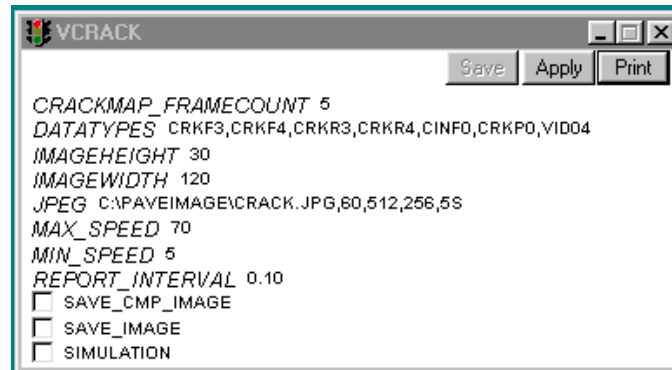 VCRACK
Save Apply Print
CRACKMAP_FRAMECOUNT 5
DATATYPES CRKF3,CRKF4,CRKR3,CRKR4,CINF0,CRKP0,VID04
IMAGEHEIGHT 30
IMAGEWIDTH 120
JPEG C:\PAVEIMAGE\CRACK.JPG,60,512,256,5S
MAX_SPEED 70
MIN_SPEED 5
REPORT_INTERVAL 0.10
SAVE_CMP_IMAGE
SAVE_IMAGE
SIMULATION